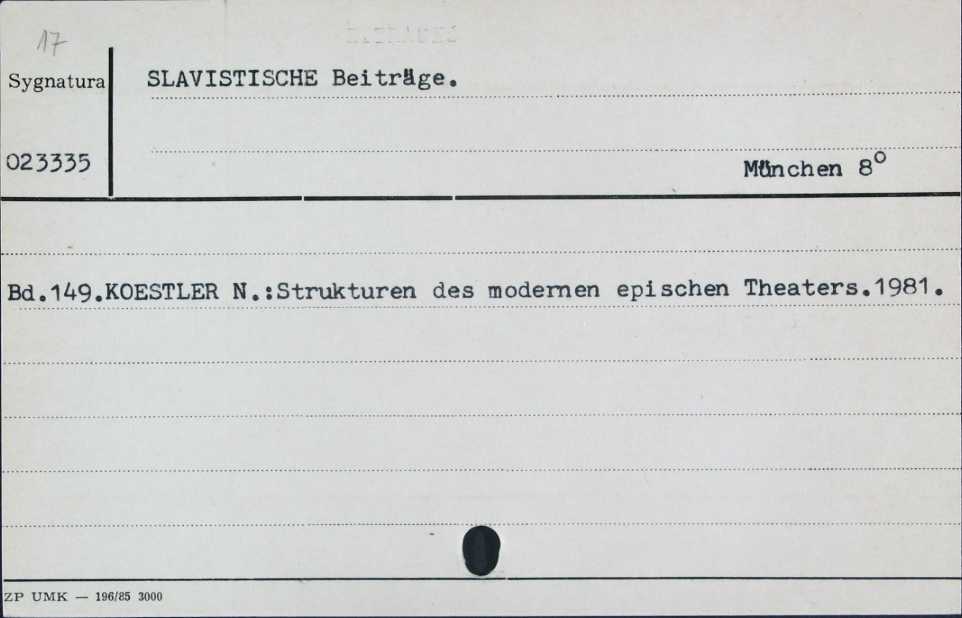 17
Sygnatura
SLAVISTISCHE Beiträge.
023335
München 8°
Bd.149.KOESTLER N.:Strukturen des modernen epischen Theaters.1981.
ZP UMK — 196/85 3000